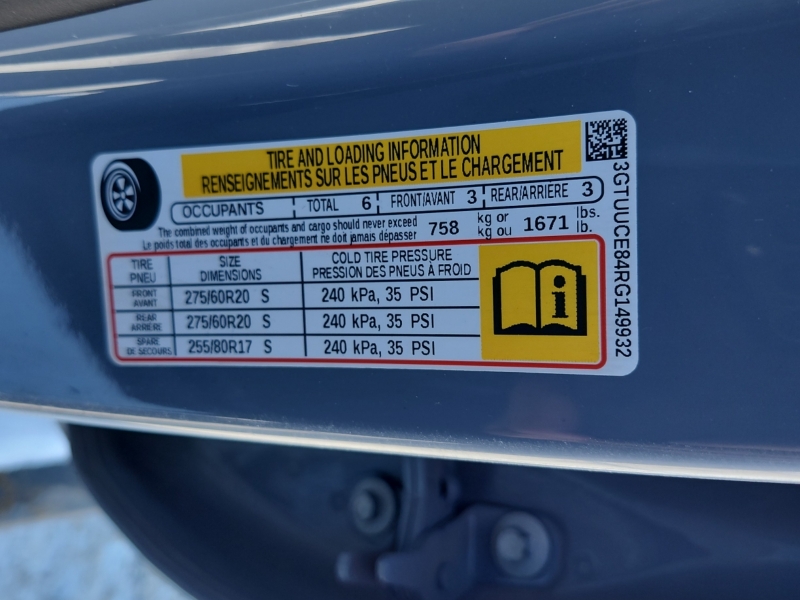 TIRE AND LOADING INFORMATION
RENSEIGNEMENTS SUR LES PNEUS ET LE CHARGEMENT
OCCUPANTS TOTAL 6 FRONT/AVANT 3 REAR/ARRIÈRE 3
The combined weight of occupants and cargo should never exceed 758 kg or 1671 lbs.
Le poids total des occupants et du chargement ne doit jamais dépasser kg ou lb.
TIRE SIZE COLD TIRE PRESSURE
PNEU DIMENSIONS PRESSION DES PNEUS À FROID
FRONT AVANT 275/60R20 S 240 kPa, 35 PSI
REAR ARRIÈRE 275/60R20 S 240 kPa, 35 PSI
SPARE DE SECOURS 255/80R17 S 240 kPa, 35 PSI
3GTUUCE84RG149932